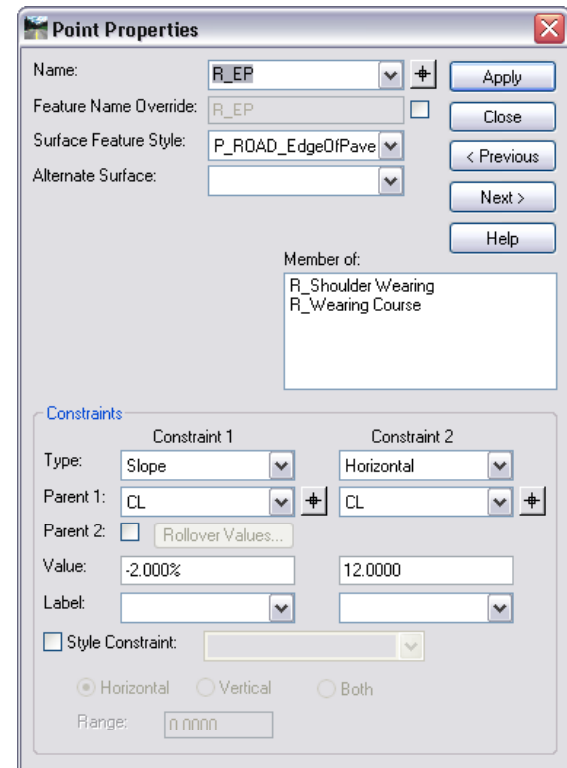 Point Properties
Name: R_EP Apply
Feature Name Override: R_EP Close
Surface Feature Style: P_ROAD_EdgeOfPave < Previous
Alternate Surface: Next >
Help
Member of:
R_Shoulder Wearing
R_Wearing Course
Constraints
Constraint 1 Constraint 2
Type: Slope Horizontal
Parent 1: CL CL
Parent 2: Rollover Values...
Value: -2.000% 12.0000
Label:
Style Constraint:
Horizontal Vertical Both
Range: 0.0000